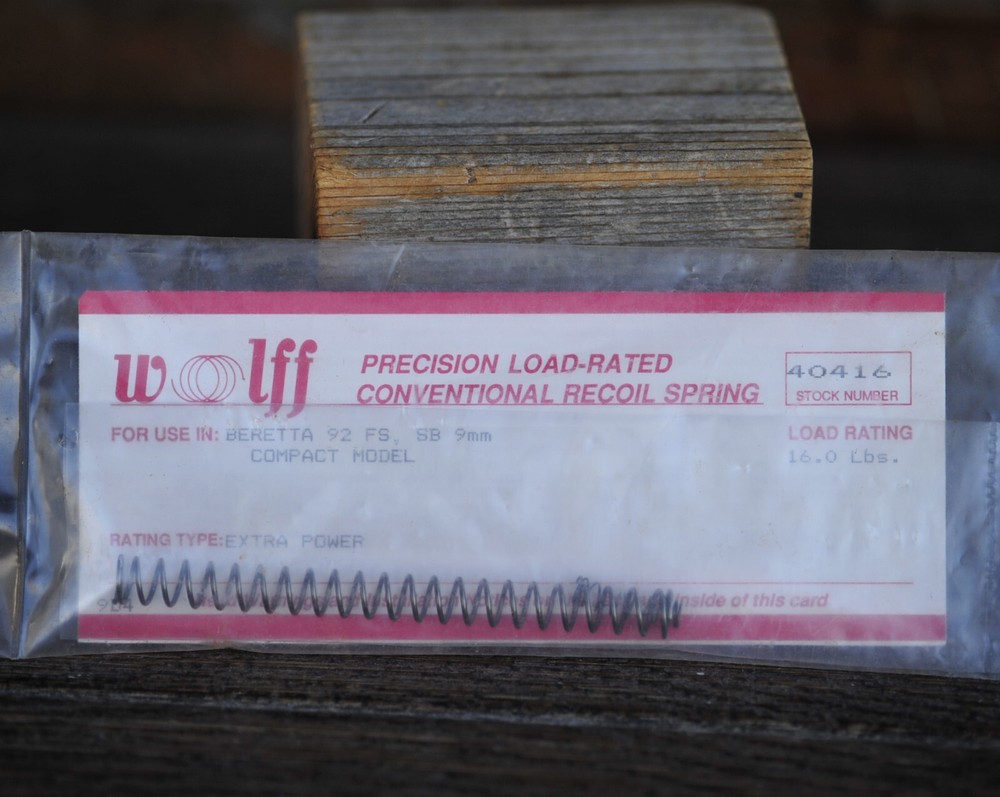 wolff
PRECISION LOAD-RATED
CONVENTIONAL RECOIL SPRING
40416
STOCK NUMBER
FOR USE IN: BERETTA 92 FS, SB 9mm
COMPACT MODEL
LOAD RATING
16.0 Lbs.
RATING TYPE: EXTRA POWER
inside of this card